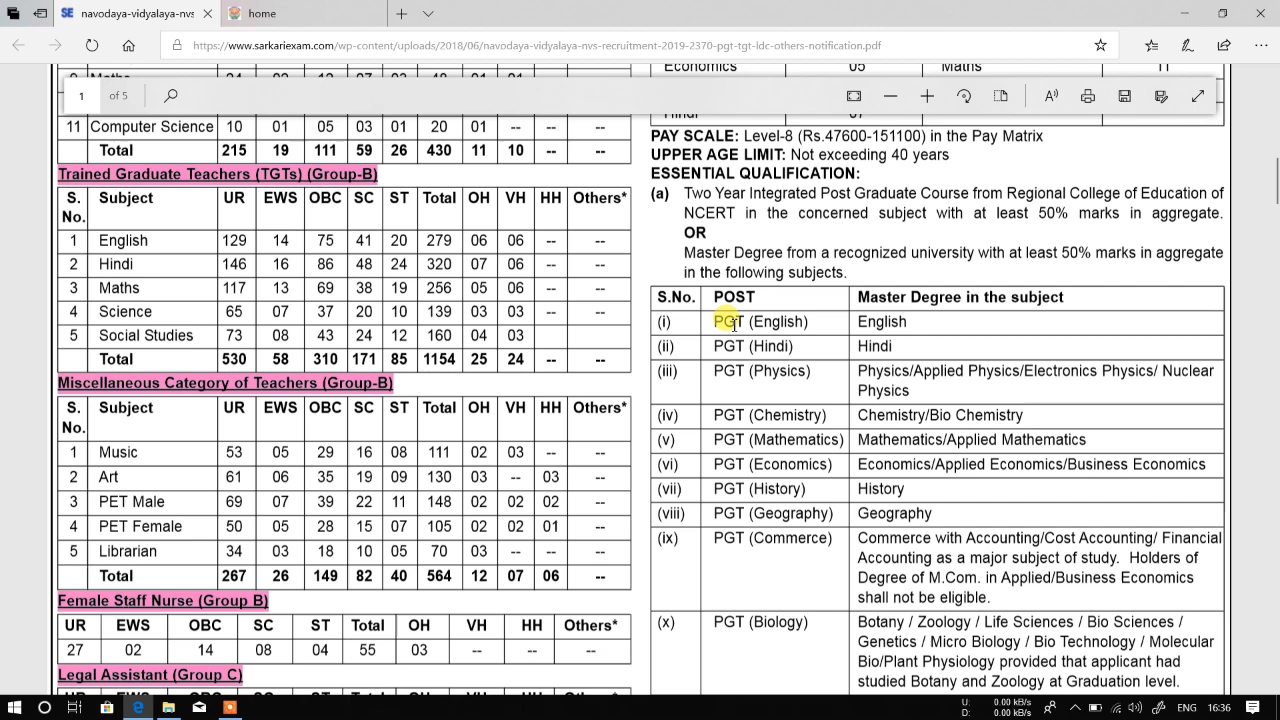 navodaya-vidyalaya-nvs
home
https://www.sarkariexam.com/wp-content/uploads/2018/06/navodaya-vidyalaya-nvs-recruitment-2019-2370-pgt-tgt-ldc-others-notification.pdf
1 of 5
11 Computer Science 10 01 05 03 01 20 01 -- -- --
Total 215 19 111 59 26 430 11 10 -- --
Trained Graduate Teachers (TGTs) (Group-B)
S. No. Subject UR EWS OBC SC ST Total OH VH HH Others*
1 English 129 14 75 41 20 279 06 06 -- --
2 Hindi 146 16 86 48 24 320 07 06 -- --
3 Maths 117 13 69 38 19 256 05 06 -- --
4 Science 65 07 37 20 10 139 03 03 -- --
5 Social Studies 73 08 43 24 12 160 04 03
Total 530 58 310 171 85 1154 25 24 -- --
Miscellaneous Category of Teachers (Group-B)
S. No. Subject UR EWS OBC SC ST Total OH VH HH Others*
1 Music 53 05 29 16 08 111 02 03 -- --
2 Art 61 06 35 19 09 130 03 -- 03 --
3 PET Male 69 07 39 22 11 148 02 02 02 --
4 PET Female 50 05 28 15 07 105 02 02 01 --
5 Librarian 34 03 18 10 05 70 03 -- -- --
Total 267 26 149 82 40 564 12 07 06 --
Female Staff Nurse (Group B)
UR EWS OBC SC ST Total OH VH HH Others*
27 02 14 08 04 55 03 -- -- --
Legal Assistant (Group C)
Economics 05 Maths 11
PAY SCALE: Level-8 (Rs.47600-151100) in the Pay Matrix
UPPER AGE LIMIT: Not exceeding 40 years
ESSENTIAL QUALIFICATION:
(a) Two Year Integrated Post Graduate Course from Regional College of Education of
NCERT in the concerned subject with at least 50% marks in aggregate.
OR
Master Degree from a recognized university with at least 50% marks in aggregate
in the following subjects.
S.No. POST Master Degree in the subject
(i) PGT (English) English
(ii) PGT (Hindi) Hindi
(iii) PGT (Physics) Physics/Applied Physics/Electronics Physics/ Nuclear
Physics
(iv) PGT (Chemistry) Chemistry/Bio Chemistry
(v) PGT (Mathematics) Mathematics/Applied Mathematics
(vi) PGT (Economics) Economics/Applied Economics/Business Economics
(vii) PGT (History) History
(viii) PGT (Geography) Geography
(ix) PGT (Commerce) Commerce with Accounting/Cost Accounting/ Financial
Accounting as a major subject of study. Holders of
Degree of M.Com. in Applied/Business Economics
shall not be eligible.
(x) PGT (Biology) Botany / Zoology / Life Sciences / Bio Sciences /
Genetics / Micro Biology / Bio Technology / Molecular
Bio/Plant Physiology provided that applicant had
studied Botany and Zoology at Graduation level.
U: 0.00 kB/s
D: 0.00 kB/s
ENG 16:36